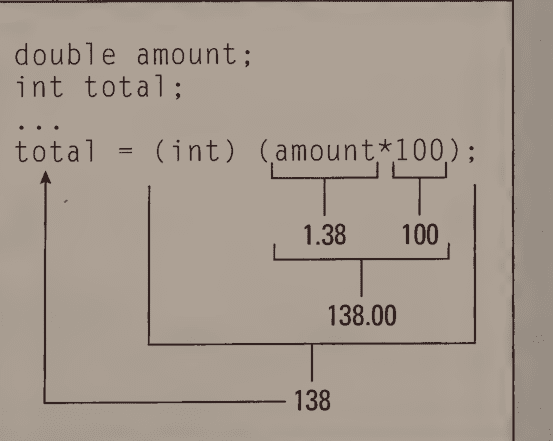 double amount;
int total;
...
total = (int) (amount*100);
1.38 100
138.00
138